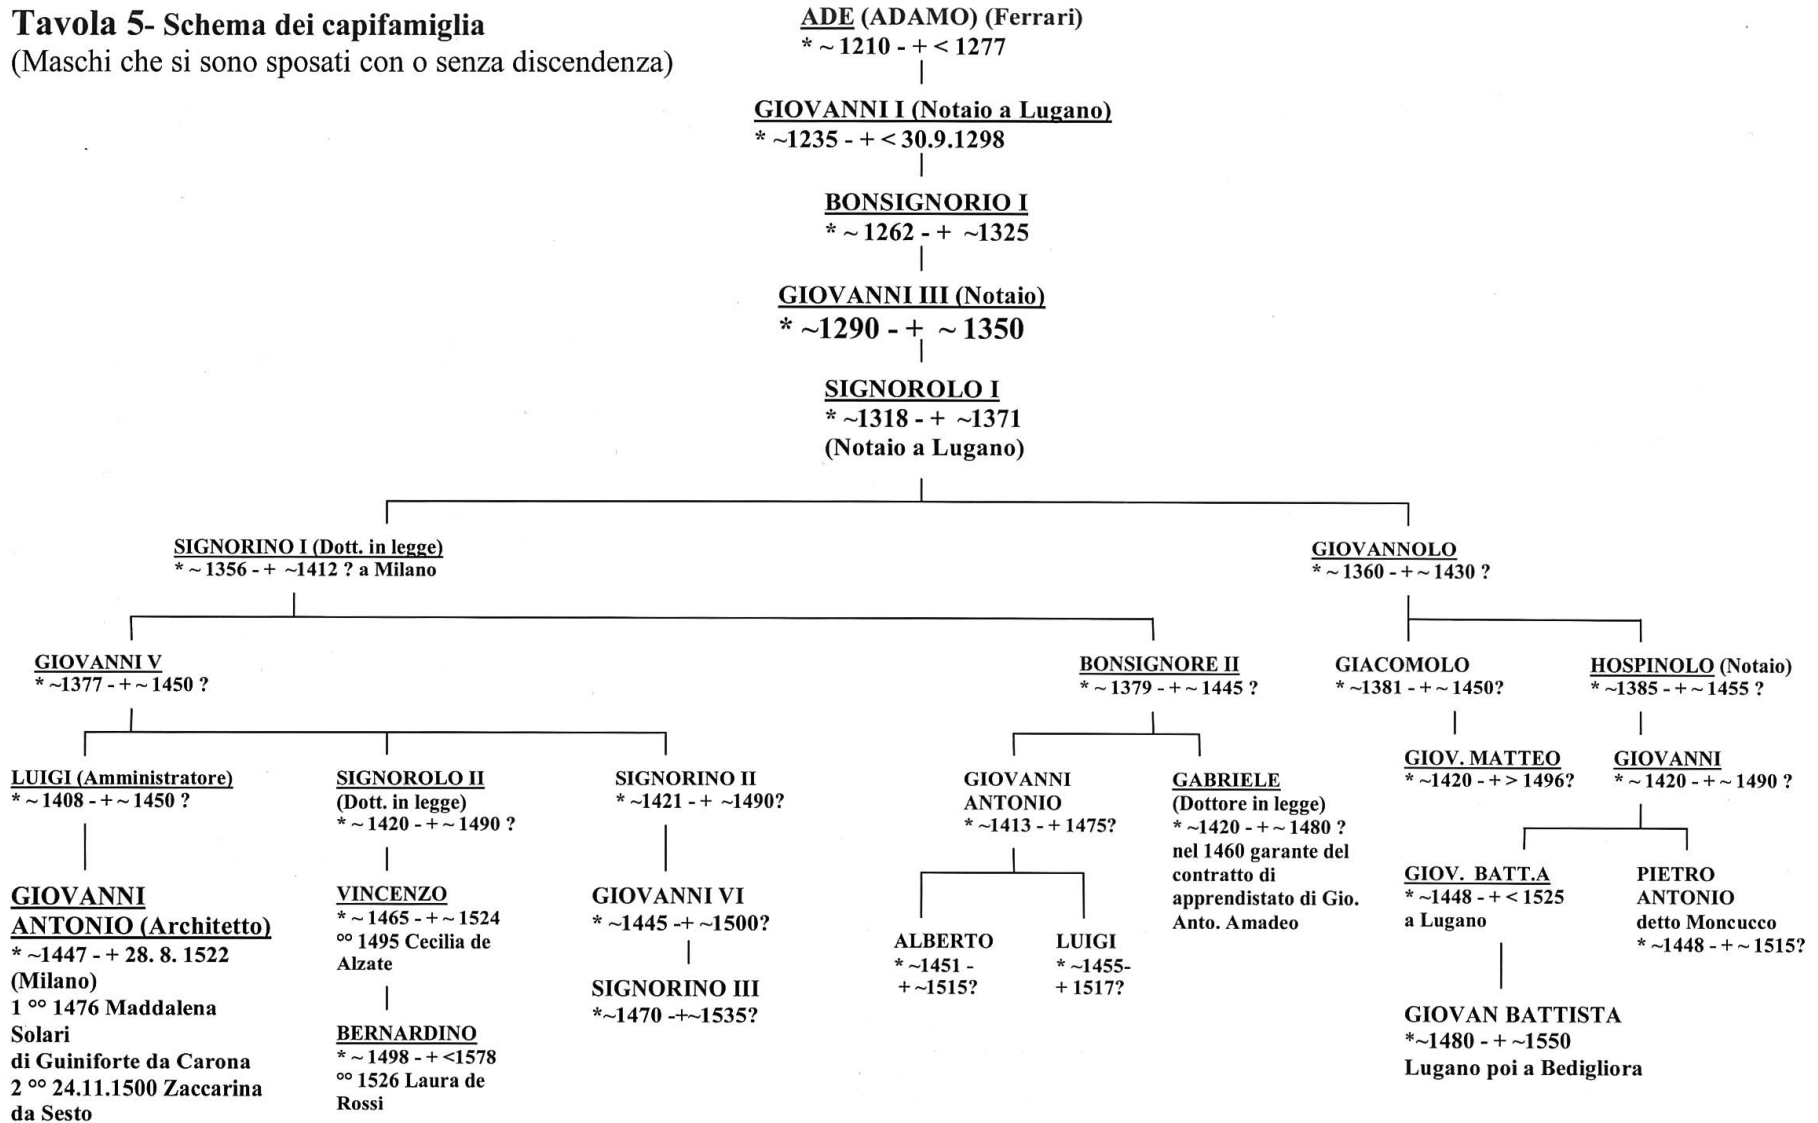 Tavola 5- Schema dei capifamiglia
(Maschi che si sono sposati con o senza discendenza)
ADE (ADAMO) (Ferrari)
* ~ 1210 - + < 1277
GIOVANNI I (Notaio a Lugano)
* ~1235 - + < 30.9.1298
BONSIGNORIO I
* ~ 1262 - + ~1325
GIOVANNI III (Notaio)
* ~1290 - + ~ 1350
SIGNOROLO I
* ~1318 - + ~1371
(Notaio a Lugano)
SIGNORINO I (Dott. in legge)
* ~ 1356 - + ~1412 ? a Milano
GIOVANNOLO
* ~ 1360 - + ~ 1430 ?
GIOVANNI V
* ~1377 - + ~ 1450 ?
BONSIGNORE II
* ~ 1379 - + ~ 1445 ?
GIACOMOLO
* ~1381 - + ~ 1450?
HOSPINOLO (Notaio)
* ~1385 - + ~ 1455 ?
LUIGI (Amministratore)
* ~ 1408 - + ~ 1450 ?
SIGNOROLO II
(Dott. in legge)
* ~ 1420 - + ~ 1490 ?
SIGNORINO II
* ~1421 - + ~1490?
GIOVANNI
ANTONIO
* ~1413 - + 1475?
GABRIELE
(Dottore in legge)
* ~1420 - + ~ 1480 ?
nel 1460 garante del
contratto di
apprendistato di Gio.
Anto. Amadeo
GIOV. MATTEO
* ~1420 - + > 1496?
GIOVANNI
* ~ 1420 - + ~ 1490 ?
GIOVANNI
ANTONIO (Architetto)
* ~1447 - + 28. 8. 1522
(Milano)
1 °° 1476 Maddalena
Solari
di Guiniforte da Carona
2 °° 24.11.1500 Zaccarina
da Sesto
VINCENZO
* ~ 1465 - + ~ 1524
°° 1495 Cecilia de
Alzate
BERNARDINO
* ~ 1498 - + <1578
°° 1526 Laura de
Rossi
GIOVANNI VI
* ~1445 -+ ~1500?
SIGNORINO III
*~1470 -+~1535?
ALBERTO
* ~1451 -
+ ~1515?
LUIGI
* ~1455-
+ 1517?
GIOV. BATT.A
* ~1448 - + < 1525
a Lugano
PIETRO
ANTONIO
detto Moncucco
* ~1448 - + ~ 1515?
GIOVAN BATTISTA
*~1480 - + ~1550
Lugano poi a Bedigliora